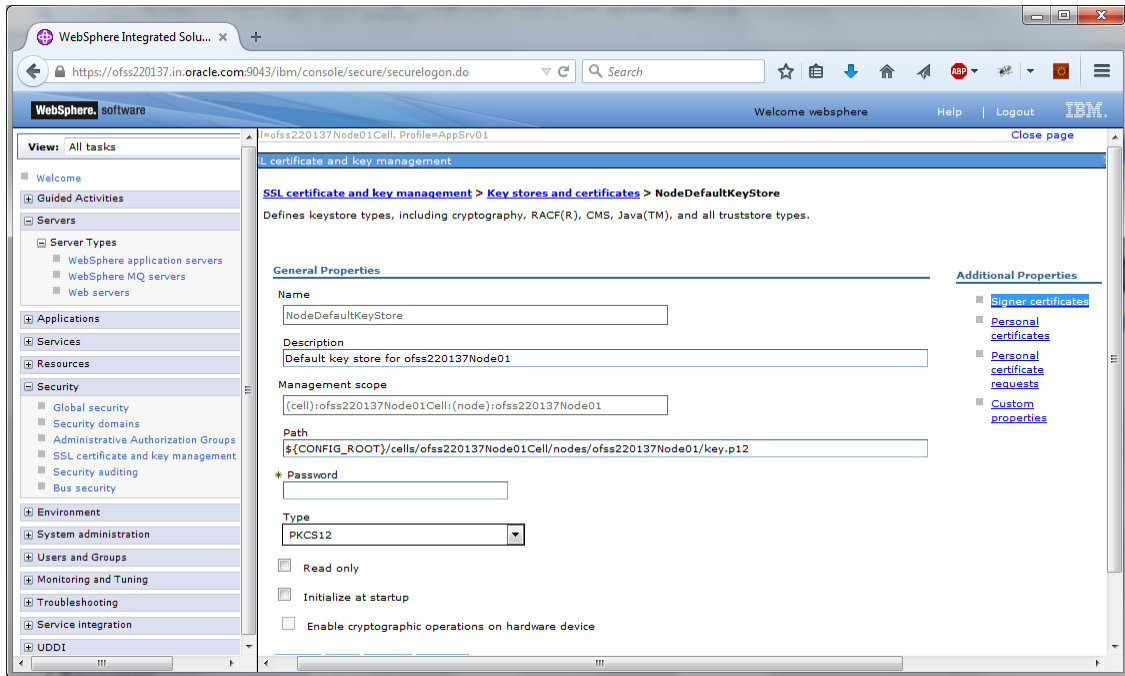 WebSphere Integrated Solu... × +
https://ofss220137.in.oracle.com:9043/ibm/console/secure/securelogon.do
Search
ABP
WebSphere. software
Welcome websphere
Help | Logout
IBM.
View: All tasks
Welcome
Guided Activities
Servers
Server Types
WebSphere application servers
WebSphere MQ servers
Web servers
Applications
Services
Resources
Security
Global security
Security domains
Administrative Authorization Groups
SSL certificate and key management
Security auditing
Bus security
Environment
System administration
Users and Groups
Monitoring and Tuning
Troubleshooting
Service integration
UDDI
l=ofss220137Node01Cell, Profile=AppSrv01
Close page
SL certificate and key management
SSL certificate and key management > Key stores and certificates > NodeDefaultKeyStore
Defines keystore types, including cryptography, RACF(R), CMS, Java(TM), and all truststore types.
General Properties
Name
NodeDefaultKeyStore
Description
Default key store for ofss220137Node01
Management scope
(cell):ofss220137Node01Cell:(node):ofss220137Node01
Path
${CONFIG_ROOT}/cells/ofss220137Node01Cell/nodes/ofss220137Node01/key.p12
* Password
Type
PKCS12
Read only
Initialize at startup
Enable cryptographic operations on hardware device
Additional Properties
Signer certificates
Personal
certificates
Personal
certificate
requests
Custom
properties